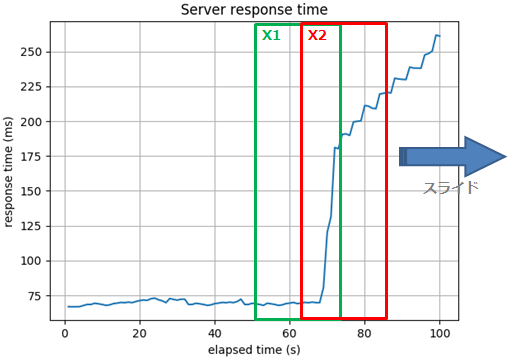 Server response time
X1
X2
response time (ms)
250
225
200
175
150
125
100
75
スライド
0
20
40
60
80
100
elapsed time (s)